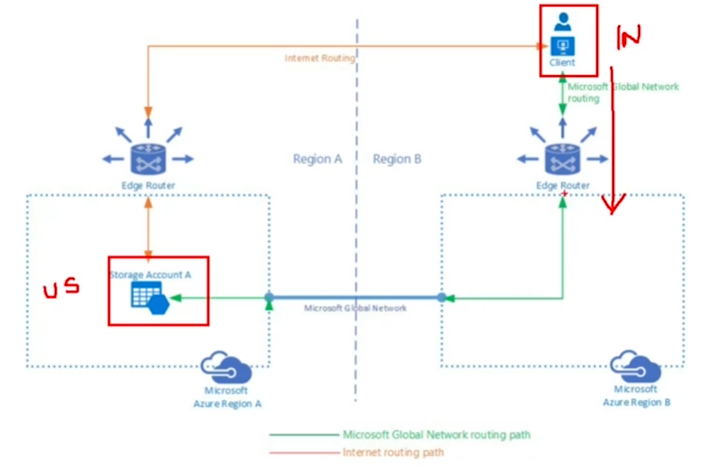 IN
Client
Internet Routing
Microsoft Global Network
routing
Region A
Region B
Edge Router
Edge Router
Storage Account A
US
Microsoft Global Network
Microsoft
Azure Region A
Microsoft
Azure Region B
Microsoft Global Network routing path
Internet routing path